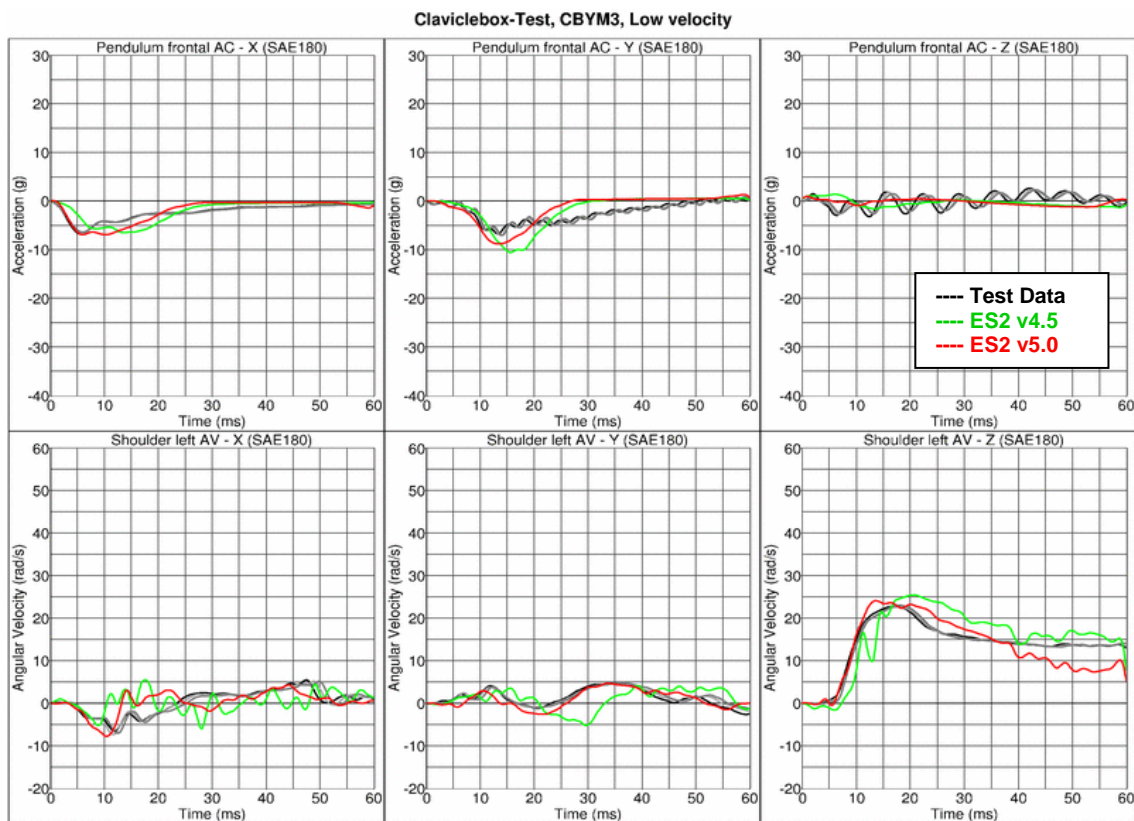 Claviclebox-Test, CBYM3, Low velocity
Pendulum frontal AC - X (SAE180)
30
20
10
0
-10
-20
-30
-40
Acceleration (g)
0 10 20 30 40 50 60
Time (ms)
Pendulum frontal AC - Y (SAE180)
30
20
10
0
-10
-20
-30
-40
Acceleration (g)
0 10 20 30 40 50 60
Time (ms)
Pendulum frontal AC - Z (SAE180)
30
20
10
0
-10
-20
-30
-40
Acceleration (g)
0 10 20 30 40 50 60
Time (ms)
---- Test Data
---- ES2 v4.5
---- ES2 v5.0
Shoulder left AV - X (SAE180)
60
50
40
30
20
10
0
-10
-20
Angular Velocity (rad/s)
0 10 20 30 40 50 60
Time (ms)
Shoulder left AV - Y (SAE180)
60
50
40
30
20
10
0
-10
-20
Angular Velocity (rad/s)
0 10 20 30 40 50 60
Time (ms)
Shoulder left AV - Z (SAE180)
60
50
40
30
20
10
0
-10
-20
Angular Velocity (rad/s)
0 10 20 30 40 50 60
Time (ms)